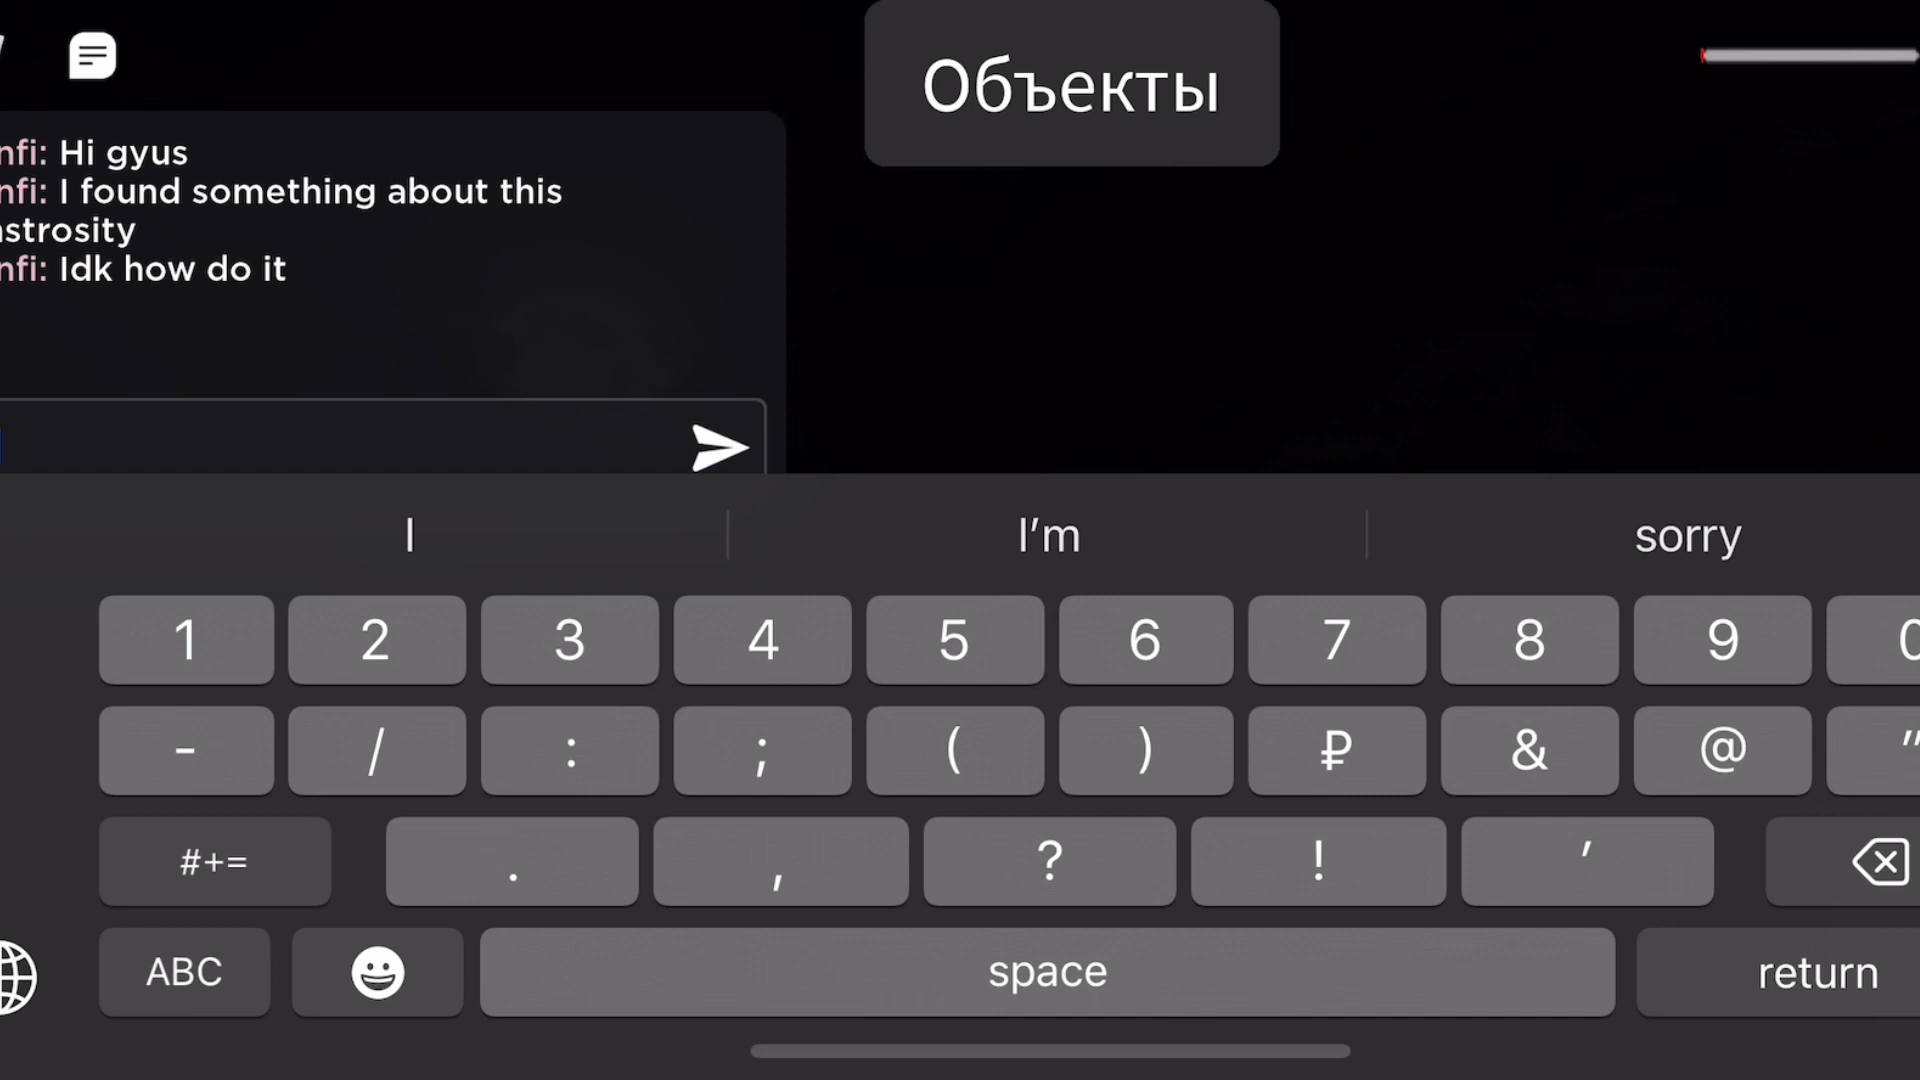 Объекты
nfi: Hi gyus
nfi: I found something about this
strosity
nfi: Idk how do it
I
I'm
sorry
1 2 3 4 5 6 7 8 9 0
- / : ; ( ) ₽ & @ "
#+= . , ? ! '
ABC space return